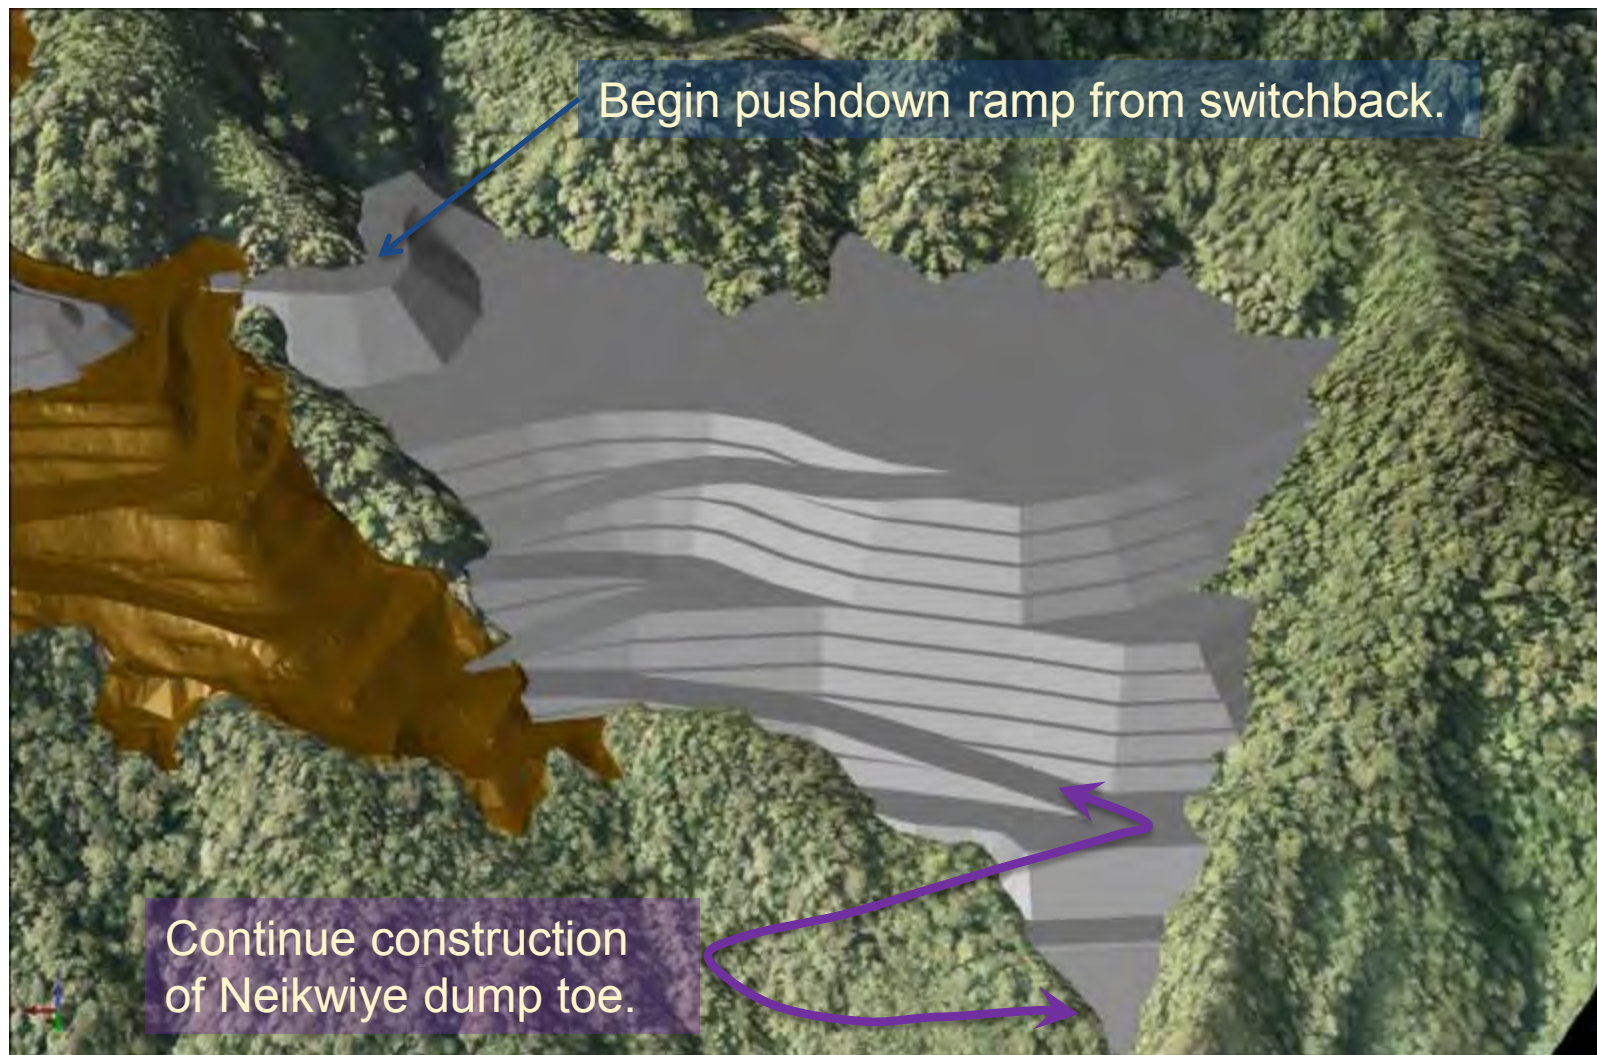 Begin pushdown ramp from switchback.
Continue construction
of Neikwiye dump toe.